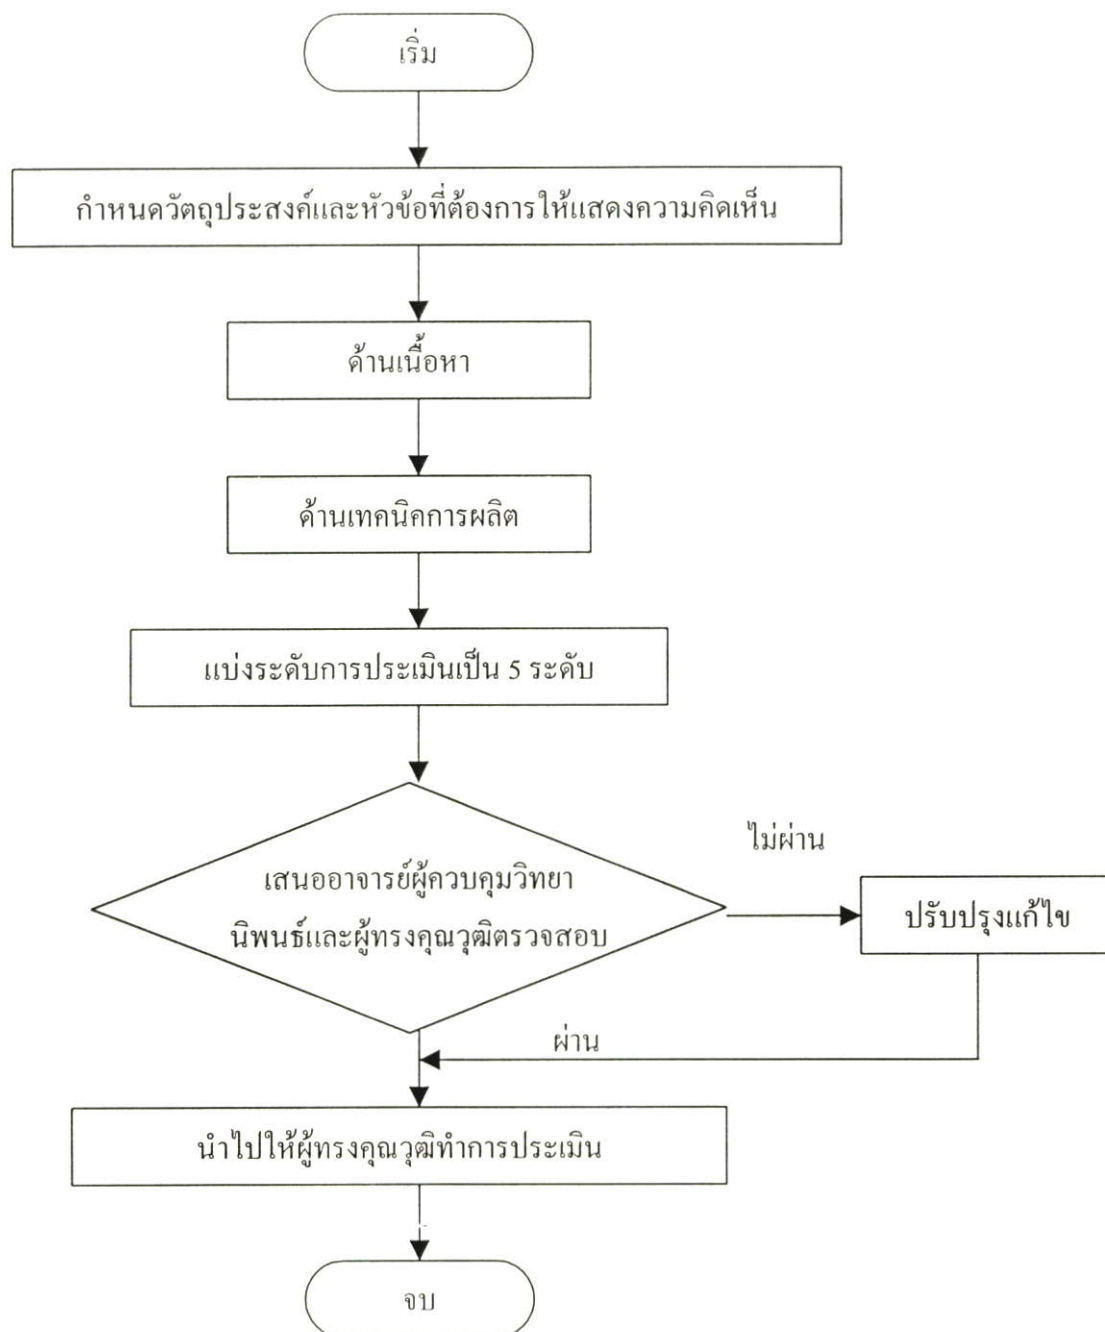 เริ่ม
กำหนดวัตถุประสงค์และหัวข้อที่ต้องการให้แสดงความคิดเห็น
ด้านเนื้อหา
ด้านเทคนิคการผลิต
แบ่งระดับการประเมินเป็น 5 ระดับ
เสนออาจารย์ผู้ควบคุมวิทยา
นิพนธ์และผู้ทรงคุณวุฒิตรวจสอบ
ไม่ผ่าน
ปรับปรุงแก้ไข
ผ่าน
นำไปให้ผู้ทรงคุณวุฒิทำการประเมิน
จบ